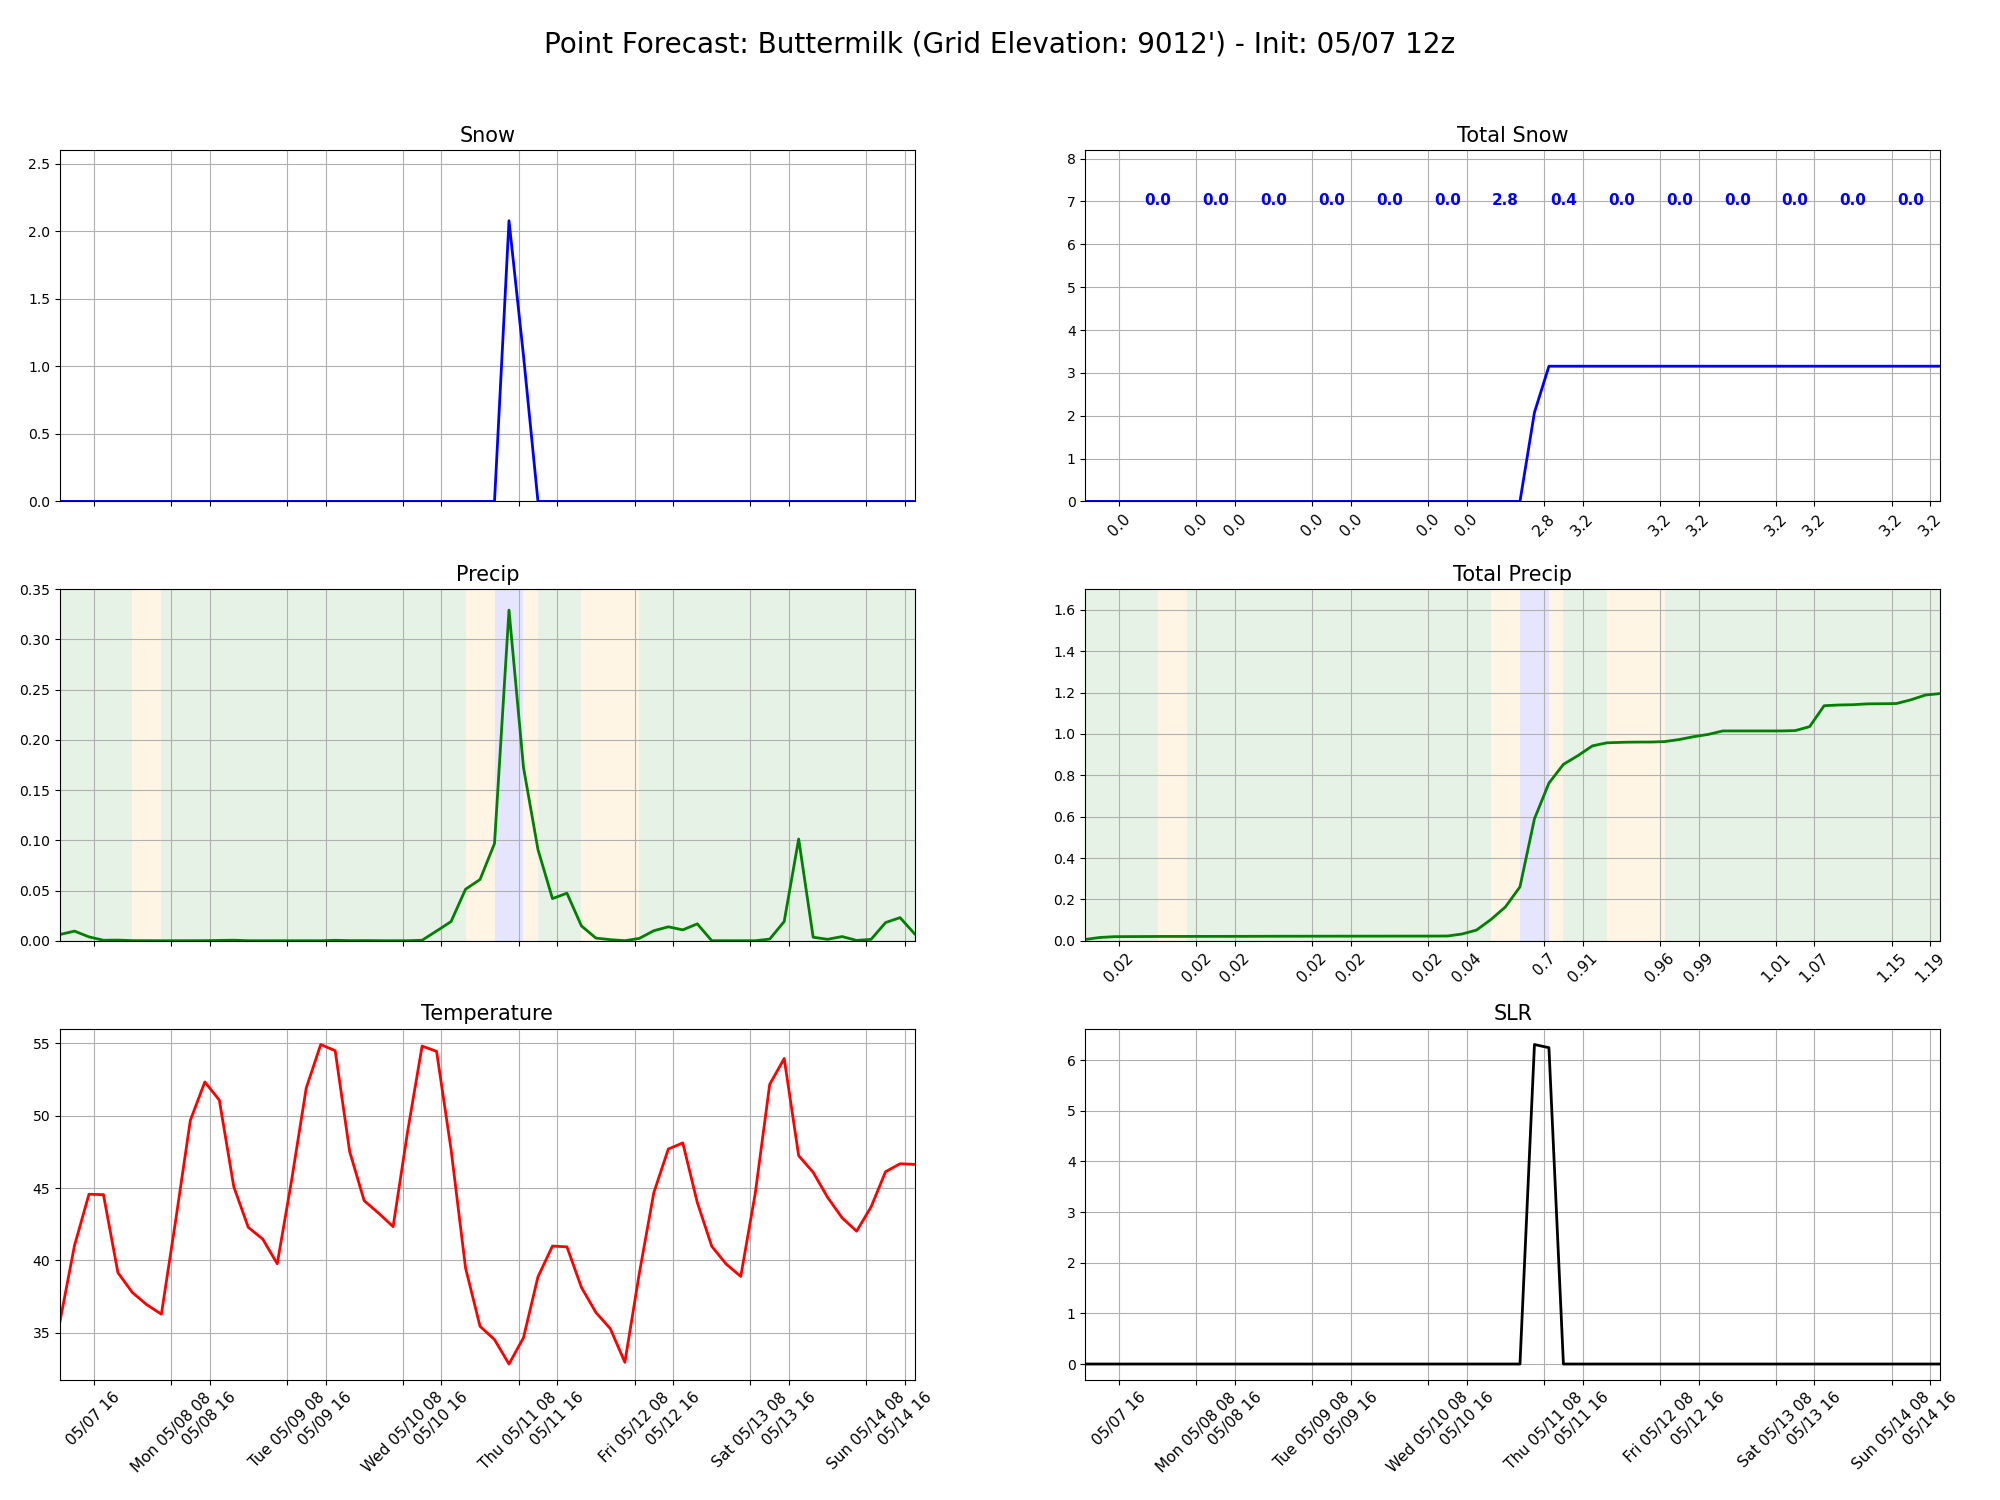 Point Forecast: Buttermilk (Grid Elevation: 9012') - Init: 05/07 12z
Snow
2.5
2.0
1.5
1.0
0.5
0.0
Total Snow
8
7
6
5
4
3
2
1
0
0.0 0.0 0.0 0.0 0.0 0.0 2.8 0.4 0.0 0.0 0.0 0.0 0.0 0.0
0.0 0.0 0.0 0.0 0.0 0.0 0.0 2.8 3.2 3.2 3.2 3.2 3.2 3.2 3.2
Precip
0.35
0.30
0.25
0.20
0.15
0.10
0.05
0.00
Total Precip
1.6
1.4
1.2
1.0
0.8
0.6
0.4
0.2
0.0
0.02 0.02 0.02 0.02 0.02 0.02 0.04 0.7 0.91 0.96 0.99 1.01 1.07 1.15 1.19
Temperature
55
50
45
40
35
05/07 16
Mon 05/08 08
05/08 16
Tue 05/09 08
05/09 16
Wed 05/10 08
05/10 16
Thu 05/11 08
05/11 16
Fri 05/12 08
05/12 16
Sat 05/13 08
05/13 16
Sun 05/14 08
05/14 16
SLR
6
5
4
3
2
1
0
05/07 16
Mon 05/08 08
05/08 16
Tue 05/09 08
05/09 16
Wed 05/10 08
05/10 16
Thu 05/11 08
05/11 16
Fri 05/12 08
05/12 16
Sat 05/13 08
05/13 16
Sun 05/14 08
05/14 16